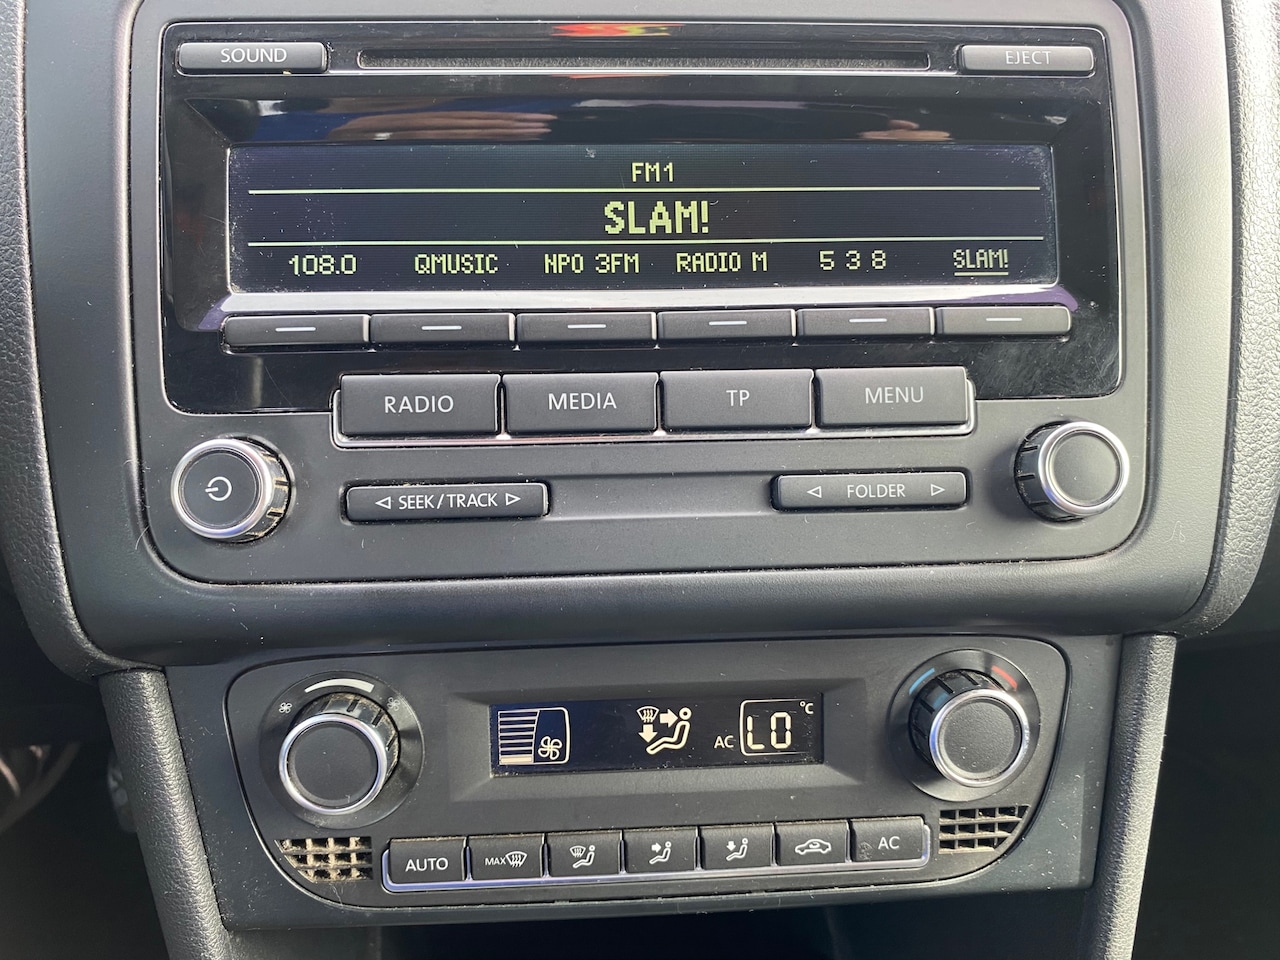 SOUND
EJECT
FM1
SLAM!
108.0 QMUSIC NPO 3FM RADIO M 5 3 8 SLAM!
RADIO MEDIA TP MENU
SEEK/TRACK FOLDER
AC LO °C
AUTO MAX AC